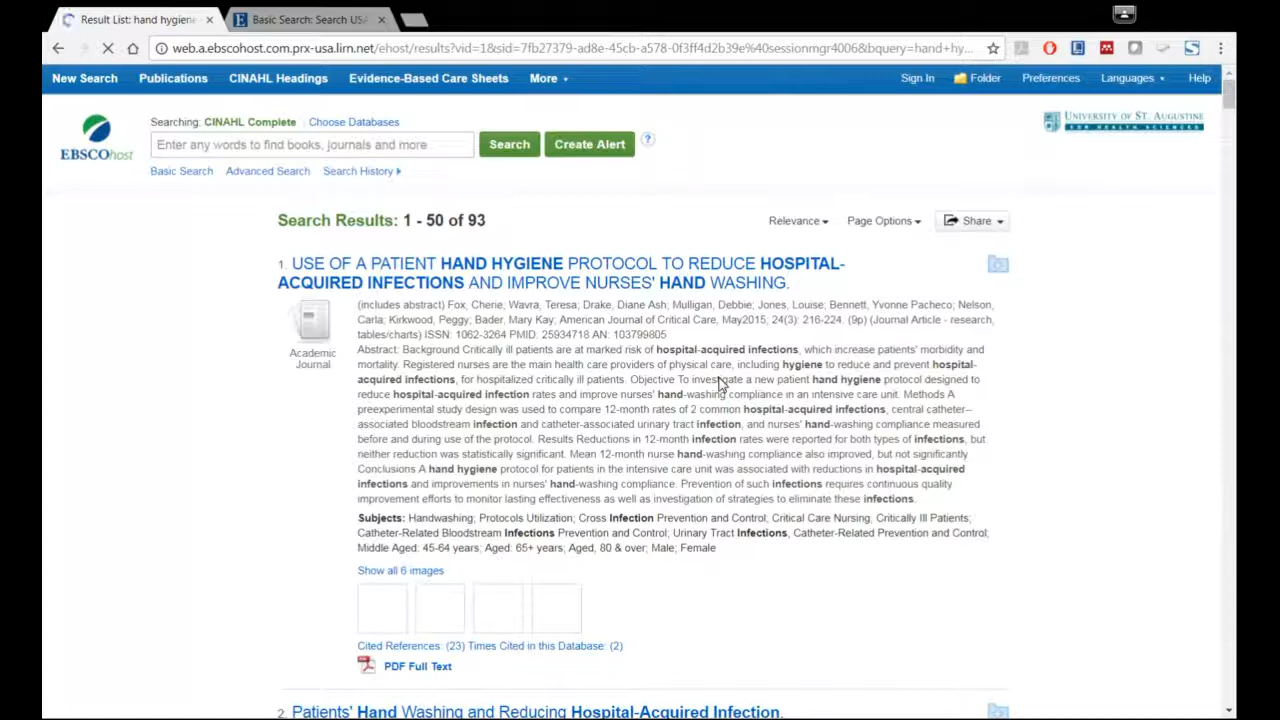 Result List: hand hygiene
Basic Search: Search USA
web.a.ebscohost.com.prx-usa.lirn.net/ehost/results?vid=1&sid=7fb27379-ad8e-45cb-a578-0f3ff4d2b39e%40sessionmgr4006&bquery=hand+hy...
New Search Publications CINAHL Headings Evidence-Based Care Sheets More Sign In Folder Preferences Languages Help
Searching: CINAHL Complete Choose Databases
Enter any words to find books, journals and more Search Create Alert ?
Basic Search Advanced Search Search History
EBSCOhost
UNIVERSITY OF ST. AUGUSTINE
FOR HEALTH SCIENCES
Search Results: 1 - 50 of 93 Relevance Page Options Share
1. USE OF A PATIENT HAND HYGIENE PROTOCOL TO REDUCE HOSPITAL-
ACQUIRED INFECTIONS AND IMPROVE NURSES' HAND WASHING.
Academic
Journal
(includes abstract) Fox, Cherie; Wavra, Teresa; Drake, Diane Ash; Mulligan, Debbie; Jones, Louise; Bennett, Yvonne Pacheco; Nelson,
Carla; Kirkwood, Peggy; Bader, Mary Kay; American Journal of Critical Care, May2015; 24(3): 216-224. (9p) (Journal Article - research,
tables/charts) ISSN: 1062-3264 PMID: 25934718 AN: 103799805
Abstract: Background Critically ill patients are at marked risk of hospital-acquired infections, which increase patients' morbidity and
mortality. Registered nurses are the main health care providers of physical care, including hygiene to reduce and prevent hospital-
acquired infections, for hospitalized critically ill patients. Objective To investigate a new patient hand hygiene protocol designed to
reduce hospital-acquired infection rates and improve nurses' hand-washing compliance in an intensive care unit. Methods A
preexperimental study design was used to compare 12-month rates of 2 common hospital-acquired infections, central catheter–
associated bloodstream infection and catheter-associated urinary tract infection, and nurses' hand-washing compliance measured
before and during use of the protocol. Results Reductions in 12-month infection rates were reported for both types of infections, but
neither reduction was statistically significant. Mean 12-month nurse hand-washing compliance also improved, but not significantly
Conclusions A hand hygiene protocol for patients in the intensive care unit was associated with reductions in hospital-acquired
infections and improvements in nurses' hand-washing compliance. Prevention of such infections requires continuous quality
improvement efforts to monitor lasting effectiveness as well as investigation of strategies to eliminate these infections.
Subjects: Handwashing; Protocols Utilization; Cross Infection Prevention and Control; Critical Care Nursing; Critically Ill Patients;
Catheter-Related Bloodstream Infections Prevention and Control; Urinary Tract Infections, Catheter-Related Prevention and Control;
Middle Aged: 45-64 years; Aged: 65+ years; Aged, 80 & over; Male; Female
Show all 6 images
Cited References: (23) Times Cited in this Database: (2)
PDF Full Text
2. Patients' Hand Washing and Reducing Hospital-Acquired Infection.